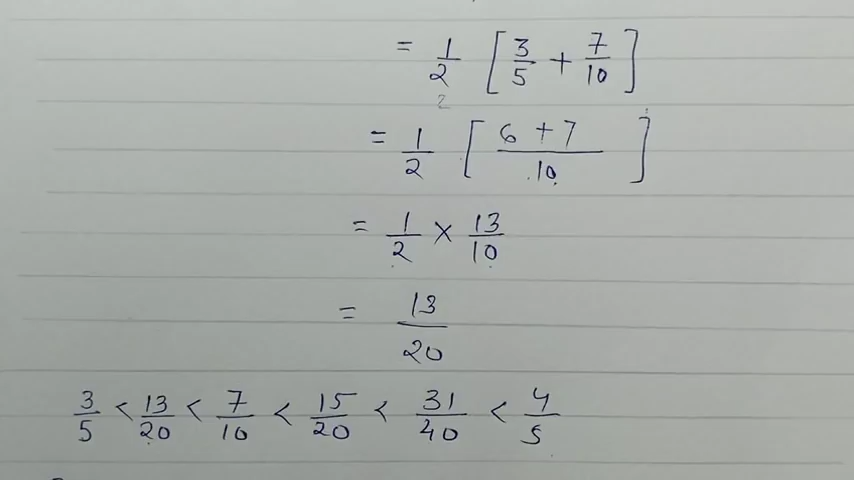 = 1/2 [3/5 + 7/10]
= 1/2 [6 + 7/10]
= 1/2 × 13/10
= 13/20
3/5 < 13/20 < 7/10 < 15/20 < 31/40 < 4/5